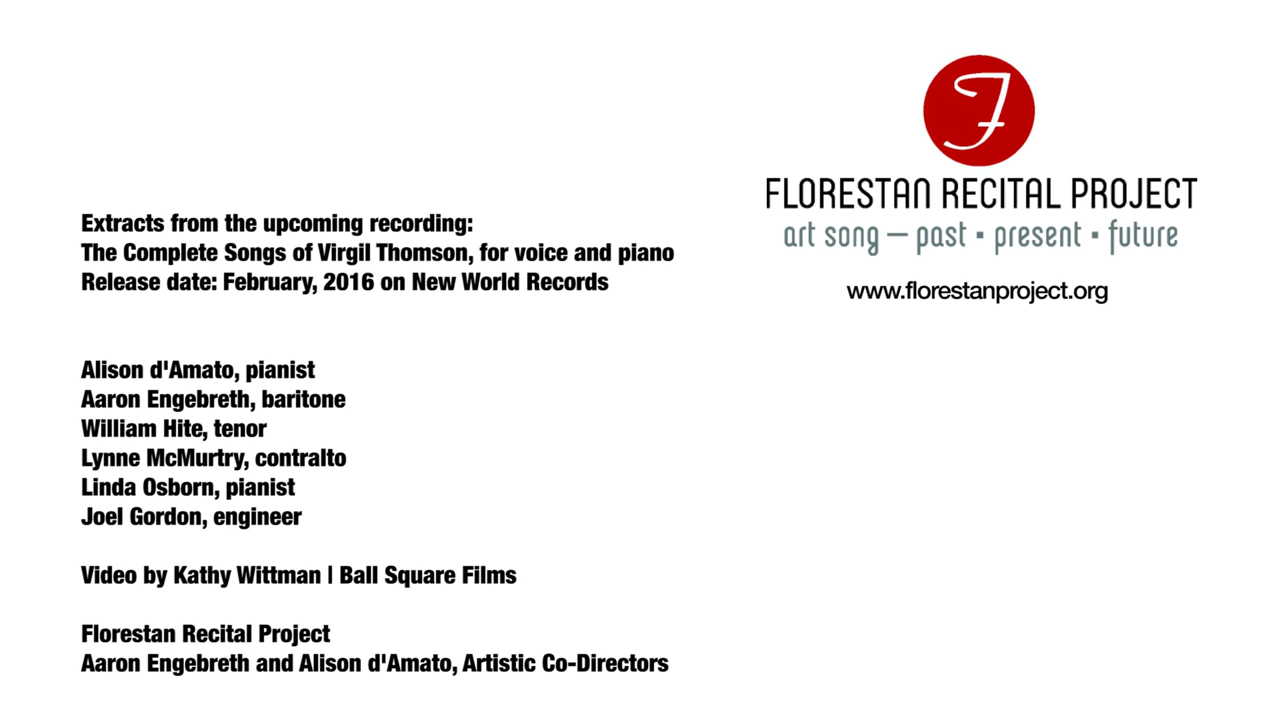 F
FLORESTAN RECITAL PROJECT
art song — past ▪ present ▪ future
www.florestanproject.org
Extracts from the upcoming recording:
The Complete Songs of Virgil Thomson, for voice and piano
Release date: February, 2016 on New World Records
Alison d'Amato, pianist
Aaron Engebreth, baritone
William Hite, tenor
Lynne McMurtry, contralto
Linda Osborn, pianist
Joel Gordon, engineer
Video by Kathy Wittman | Ball Square Films
Florestan Recital Project
Aaron Engebreth and Alison d'Amato, Artistic Co-Directors